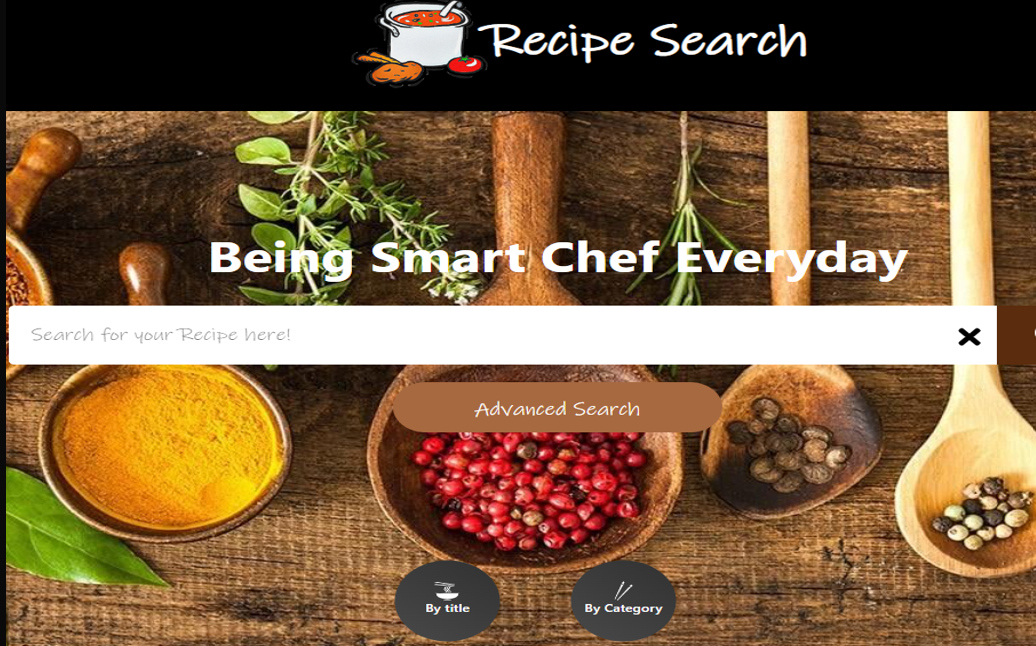 Recipe Search
Being Smart Chef Everyday
Search for your Recipe here!
Advanced Search
By title
By Category